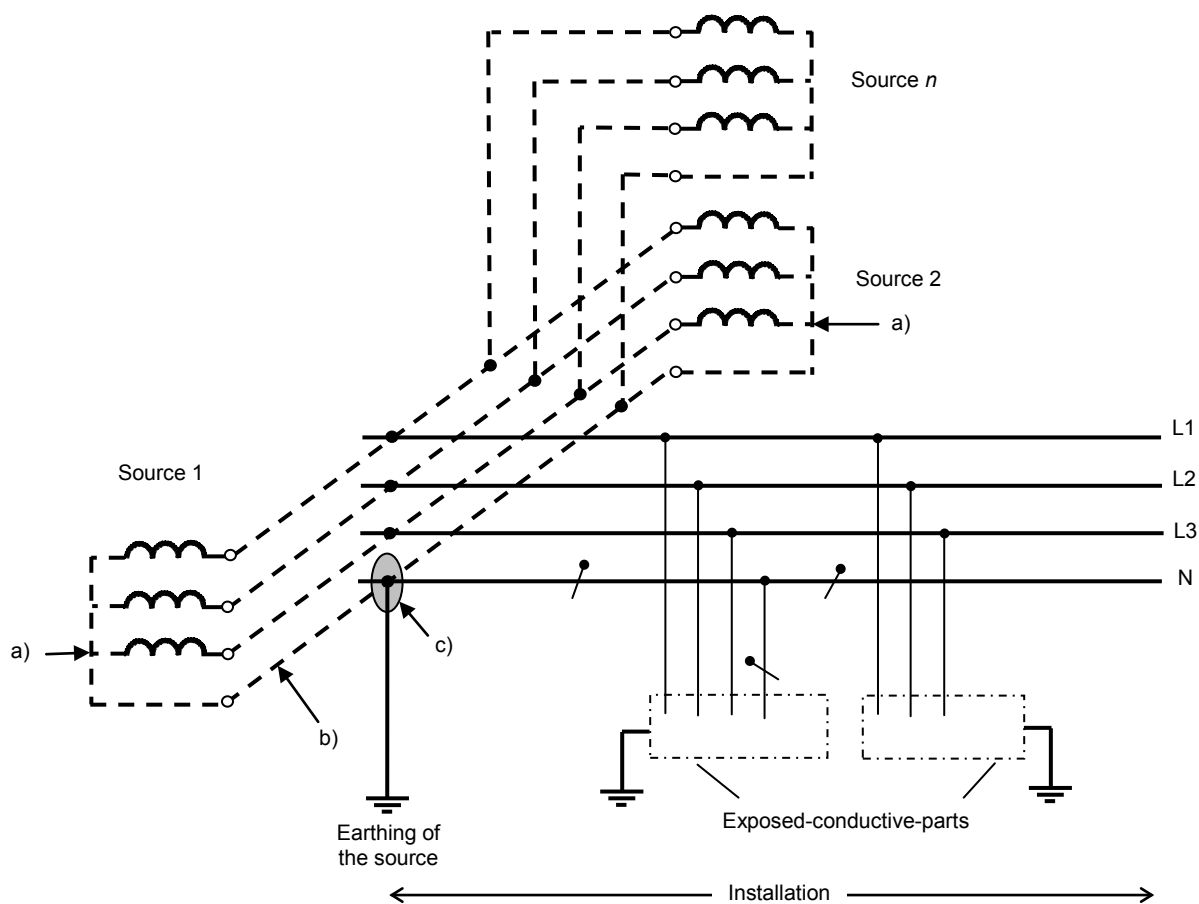 Source n
Source 2
a)
L1
Source 1
L2
L3
N
c)
a)
b)
Exposed-conductive-parts
Earthing of
the source
Installation